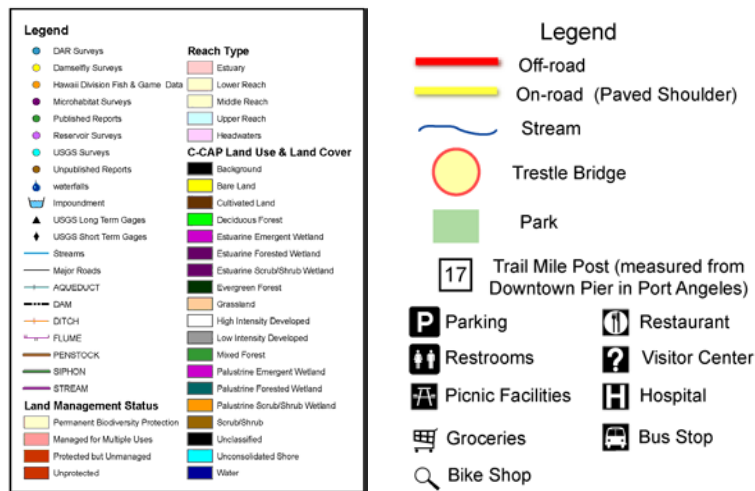 Legend
DAR Surveys
Damselfly Surveys
Hawaii Division Fish & Game Data
Microhabitat Surveys
Published Reports
Reservoir Surveys
USGS Surveys
Unpublished Reports
waterfalls
Impoundment
USGS Long Term Gages
USGS Short Term Gages
Streams
Major Roads
AQUEDUCT
DAM
DITCH
FLUME
PENSTOCK
SIPHON
STREAM
Land Management Status
Permanent Biodiversity Protection
Managed for Multiple Uses
Protected but Unmanaged
Unprotected
Reach Type
Estuary
Lower Reach
Middle Reach
Upper Reach
Headwaters
C-CAP Land Use & Land Cover
Background
Bare Land
Cultivated Land
Deciduous Forest
Estuarine Emergent Wetland
Estuarine Forested Wetland
Estuarine Scrub/Shrub Wetland
Evergreen Forest
Grassland
High Intensity Developed
Low Intensity Developed
Mixed Forest
Palustrine Emergent Wetland
Palustrine Forested Wetland
Palustrine Scrub/Shrub Wetland
Scrub/Shrub
Unclassified
Unconsolidated Shore
Water
Legend
Off-road
On-road (Paved Shoulder)
Stream
Trestle Bridge
Park
17 Trail Mile Post (measured from
Downtown Pier in Port Angeles)
P Parking
Restrooms
Picnic Facilities
Groceries
Bike Shop
Restaurant
? Visitor Center
H Hospital
Bus Stop